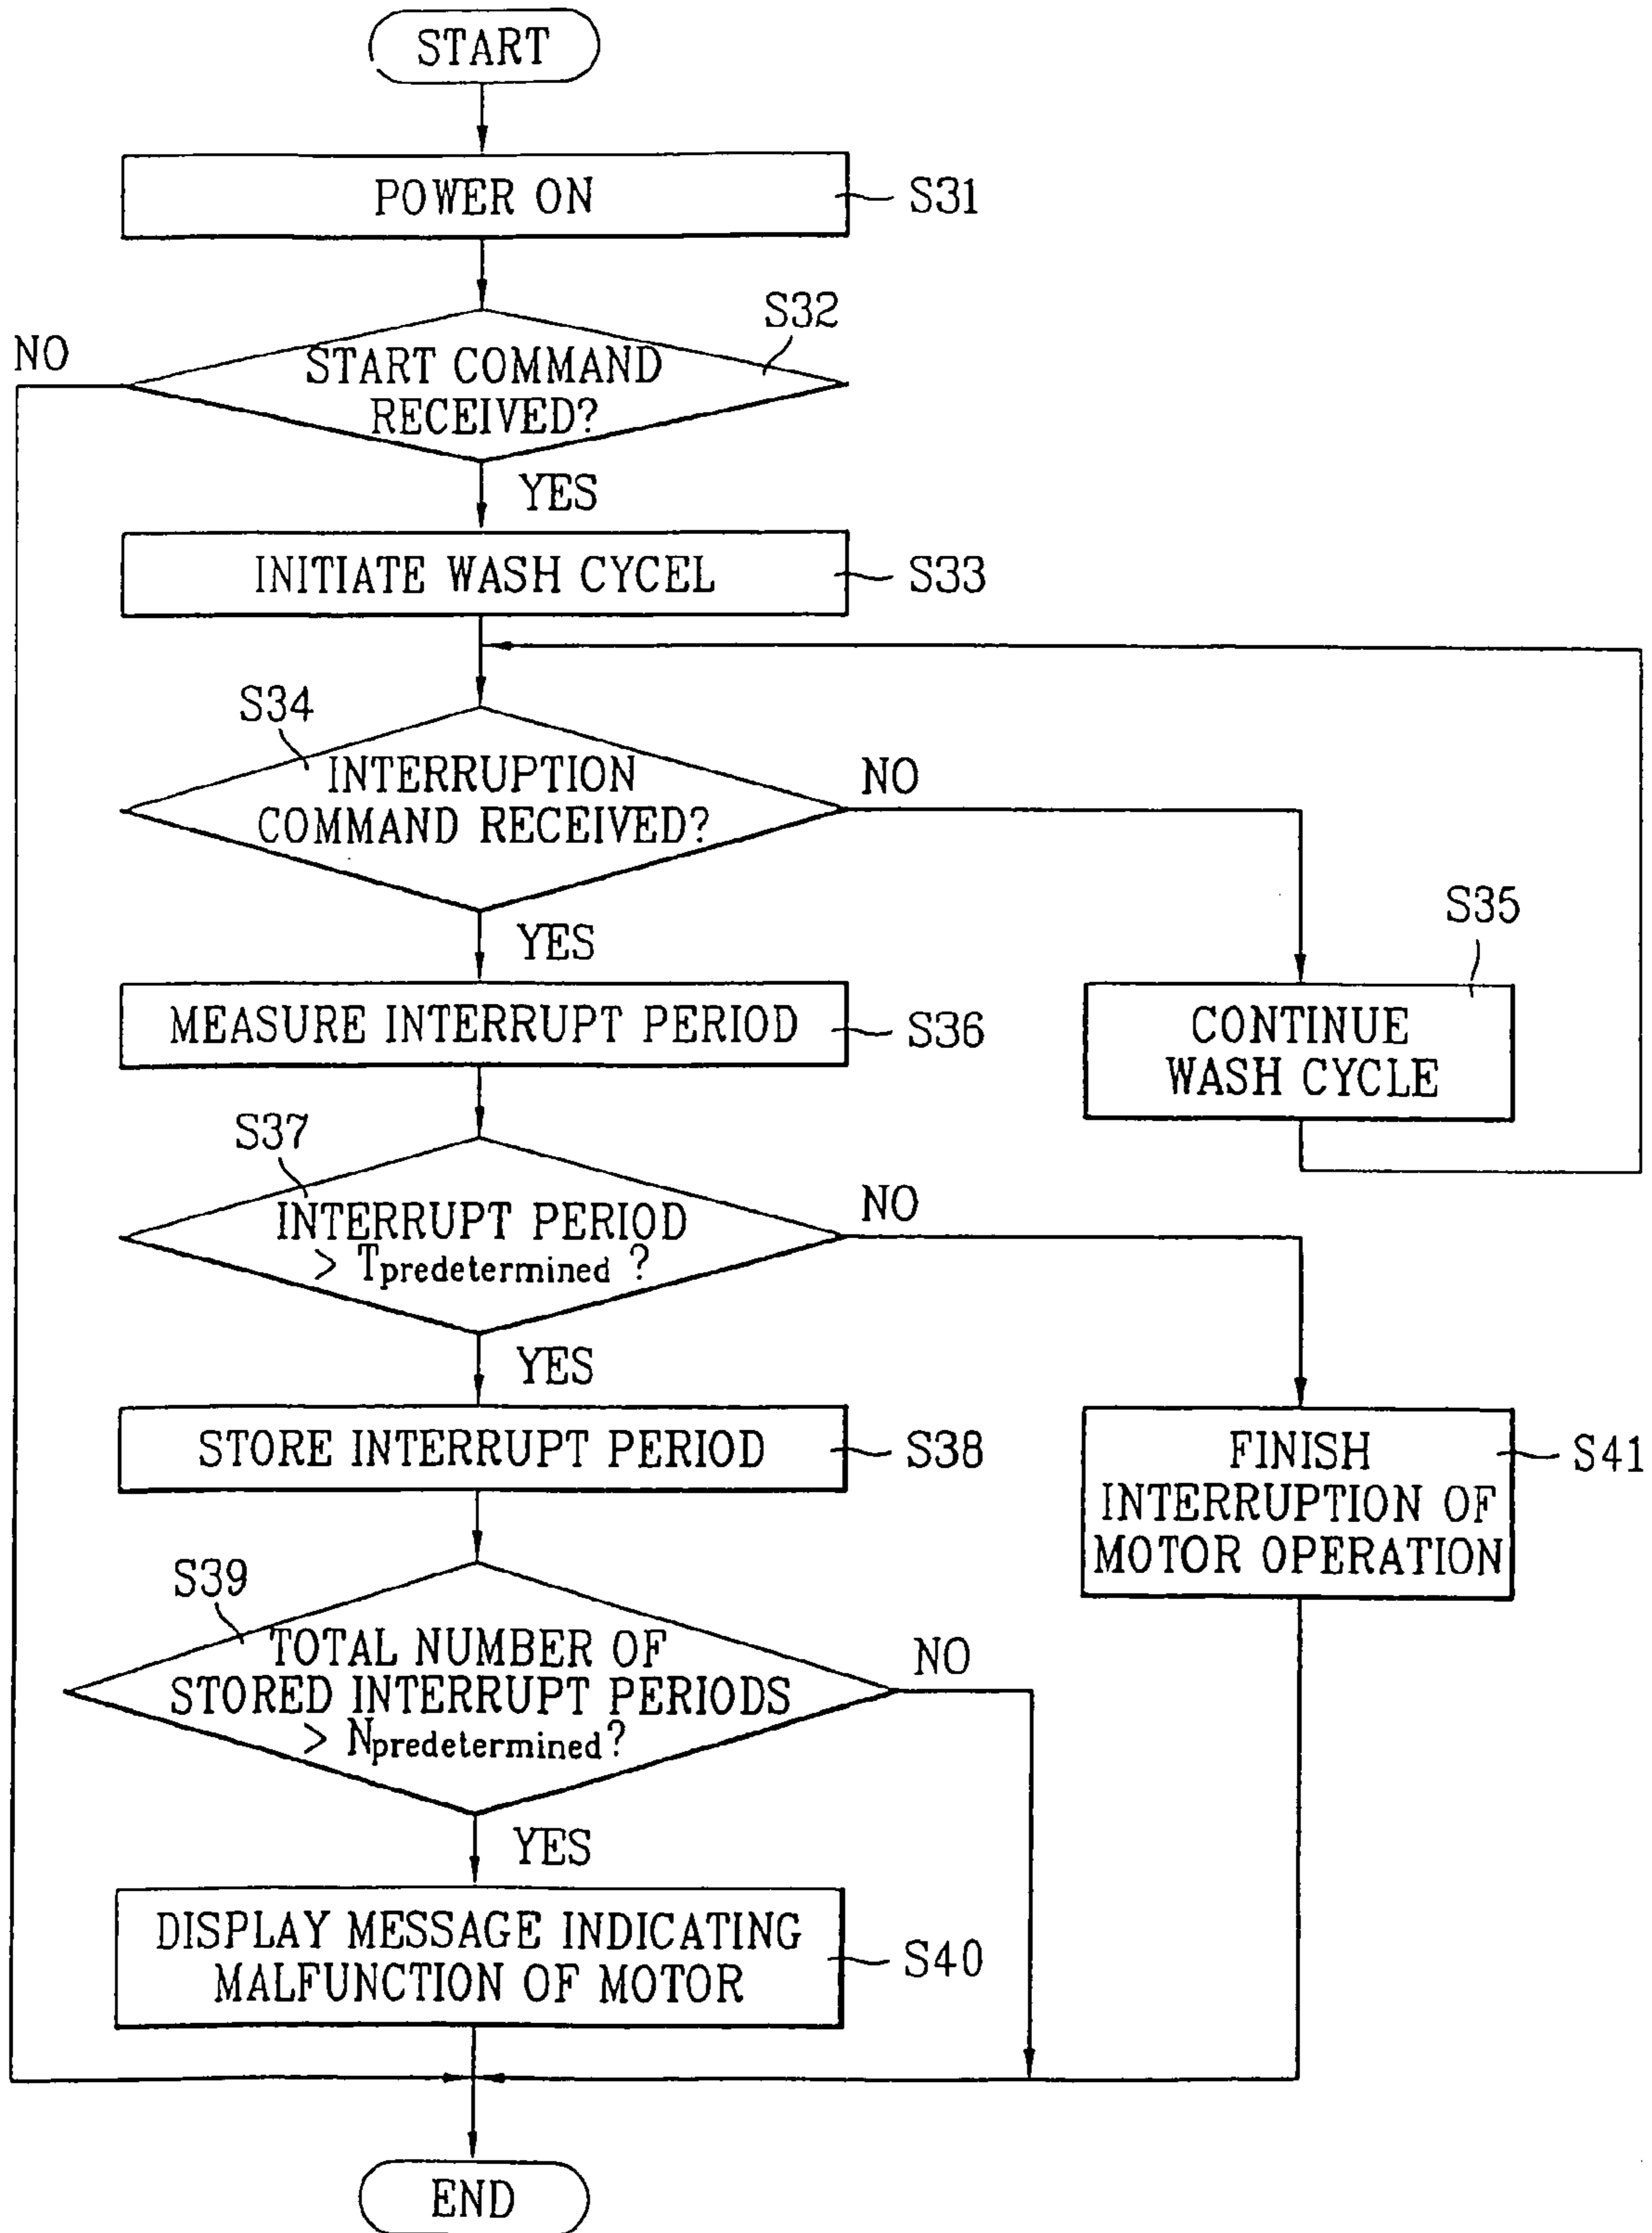 START
POWER ON
S31
S32
NO
START COMMAND
RECEIVED?
YES
INITIATE WASH CYCEL
S33
S34
INTERRUPTION
COMMAND RECEIVED?
NO
YES
S35
MEASURE INTERRUPT PERIOD
S36
CONTINUE
WASH CYCLE
S37
INTERRUPT PERIOD
> Tpredetermined ?
NO
YES
STORE INTERRUPT PERIOD
S38
FINISH
INTERRUPTION OF
MOTOR OPERATION
S41
S39
TOTAL NUMBER OF
STORED INTERRUPT PERIODS
> Npredetermined?
NO
YES
DISPLAY MESSAGE INDICATING
MALFUNCTION OF MOTOR
S40
END